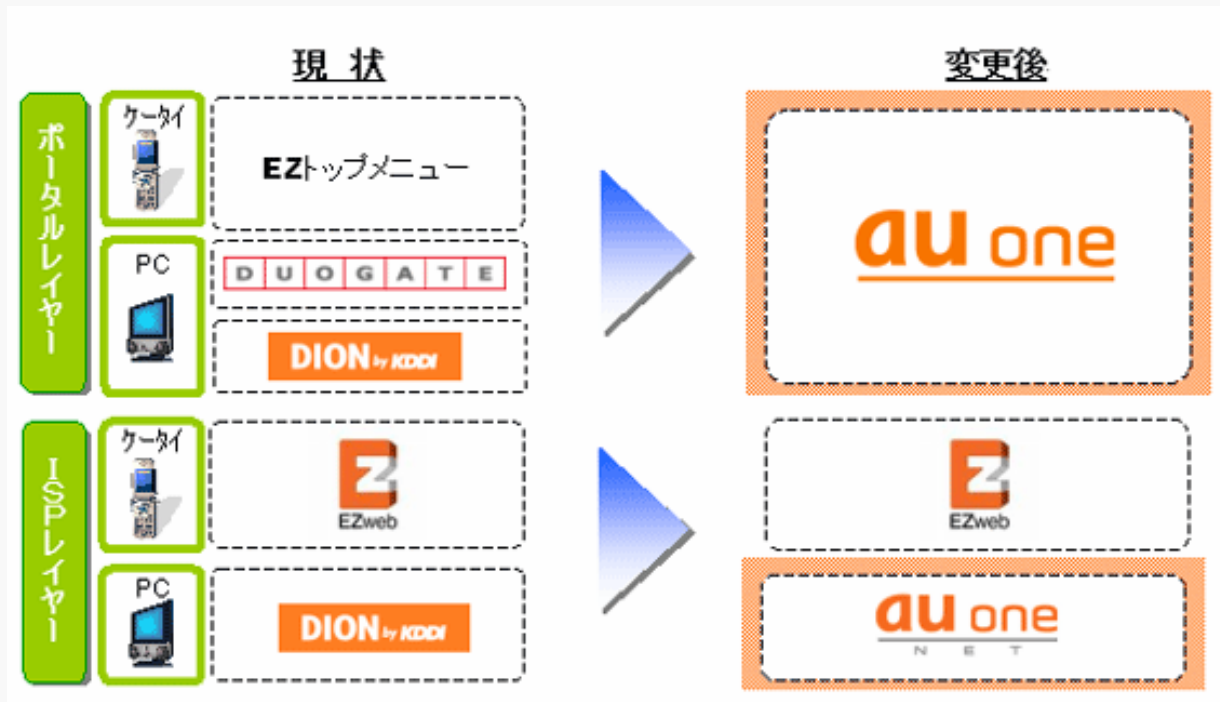 現 状
変更後
ポータルレイヤー
ケータイ
EZトップメニュー
au one
PC
DUOGATE
DION by KDDI
ISPレイヤー
ケータイ
EZweb
EZweb
PC
DION by KDDI
au one
NET